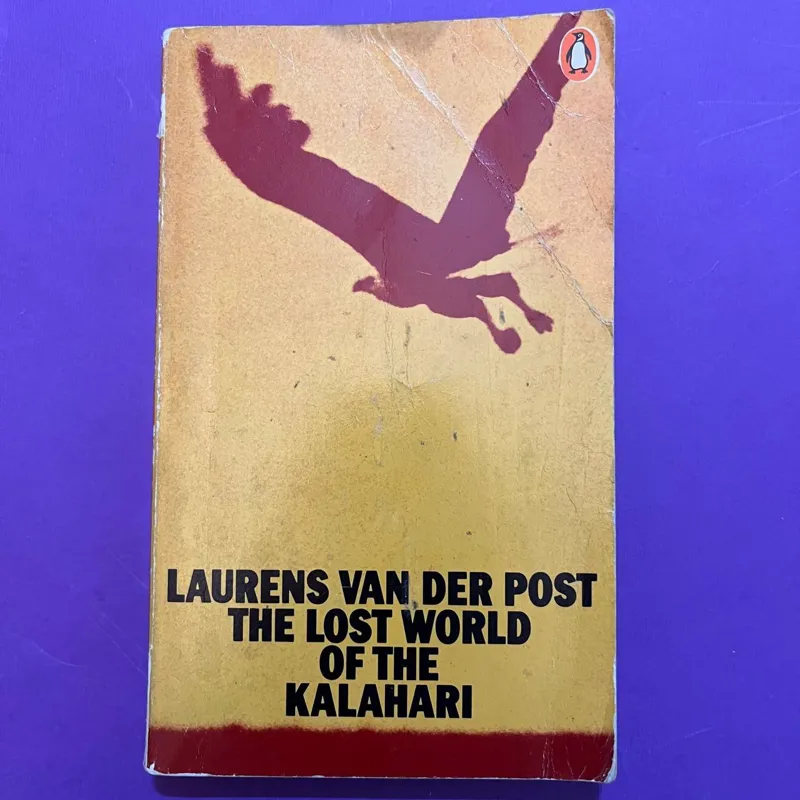 LAURENS VAN DER POST
THE LOST WORLD
OF THE
KALAHARI